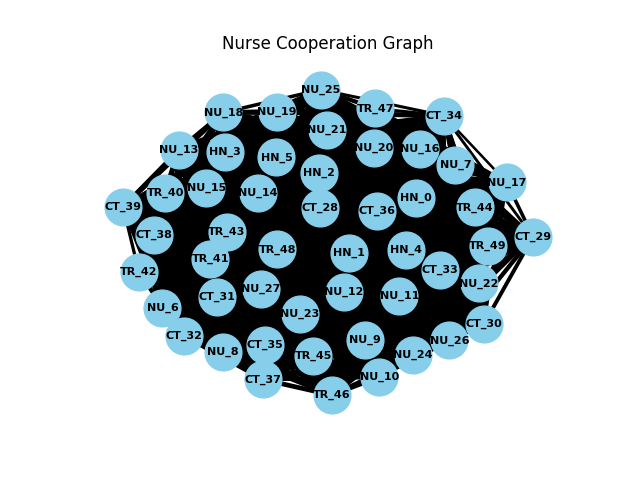 Nurse Cooperation Graph
NU_25
NU_18
NU_19
TR_47
CT_34
NU_21
NU_13
HN_3
HN_5
NU_20
NU_16
NU_7
HN_2
NU_17
TR_40
NU_15
NU_14
HN_0
CT_39
CT_28
CT_36
TR_44
CT_38
TR_43
CT_29
TR_41
TR_48
HN_1
HN_4
TR_49
TR_42
CT_33
NU_22
CT_31
NU_27
NU_12
NU_11
NU_6
NU_23
CT_30
CT_32
NU_8
CT_35
TR_45
NU_9
NU_24
NU_26
CT_37
TR_46
NU_10